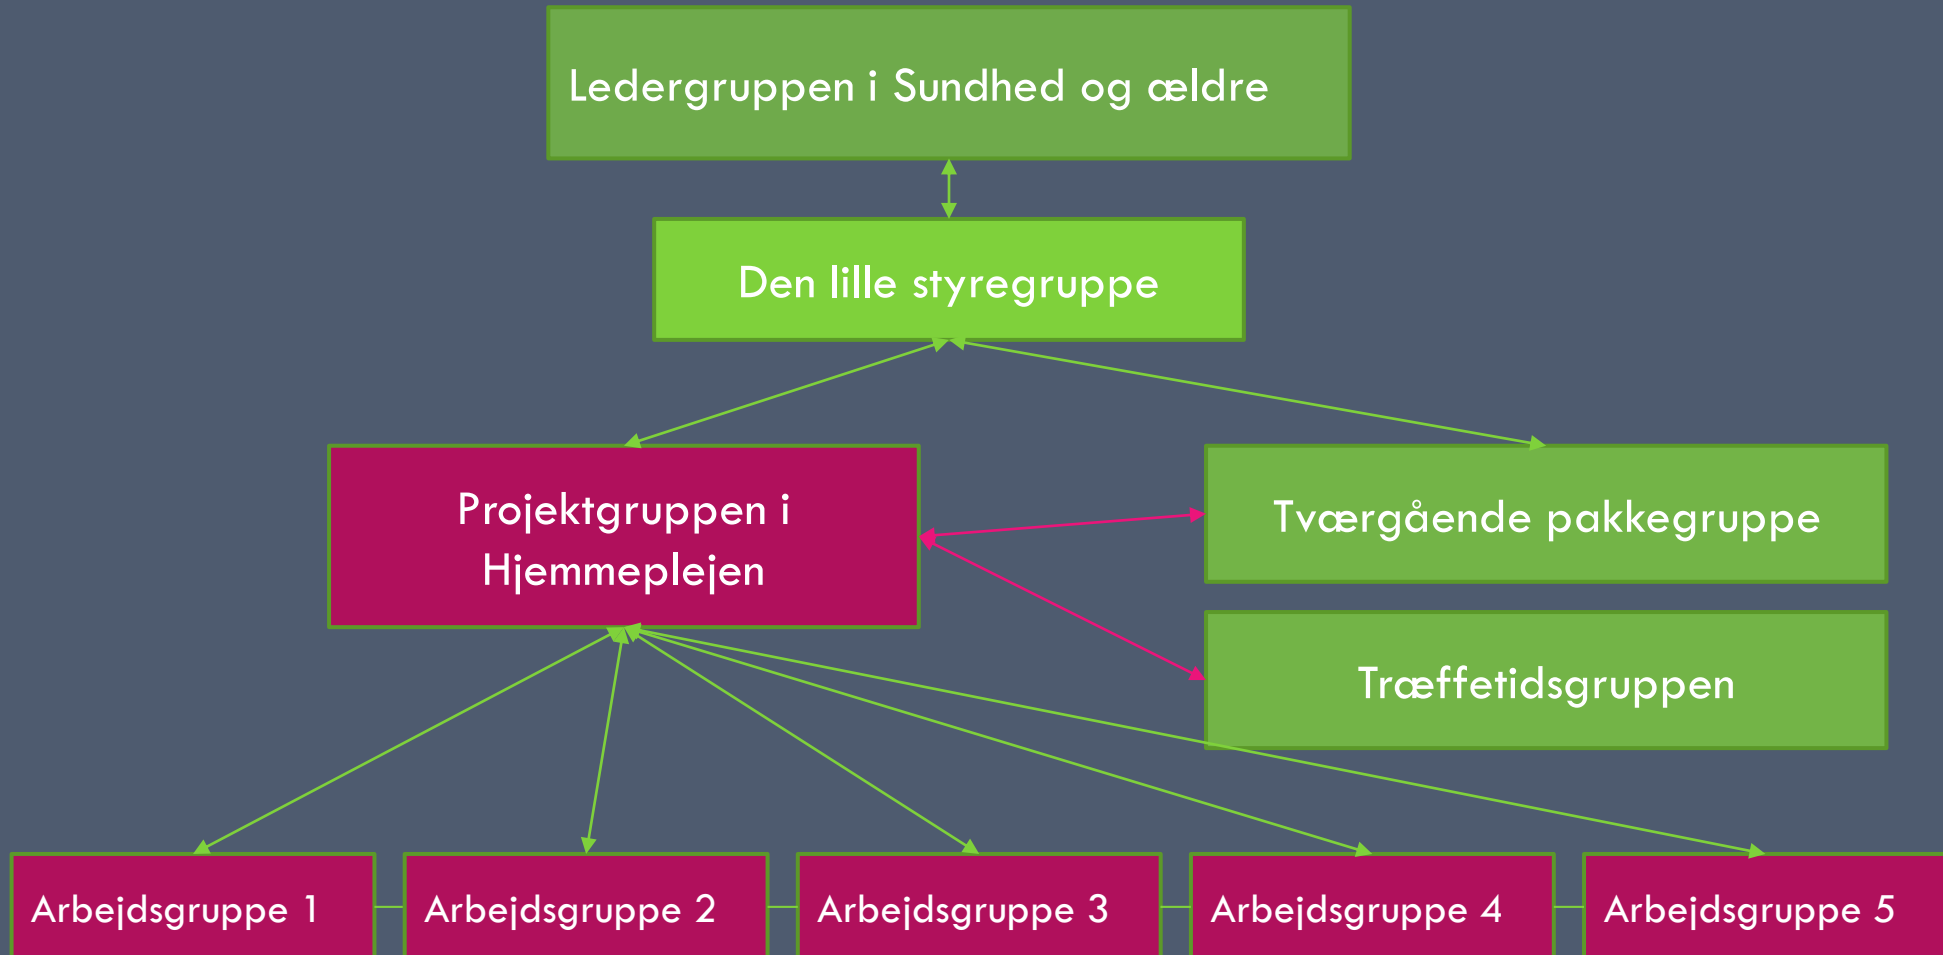 Ledergruppen i Sundhed og ældre
Den lille styregruppe
Projektgruppen i
Hjemmeplejen
Tværgående pakkegruppe
Træffetidsgruppen
Arbejdsgruppe 1
Arbejdsgruppe 2
Arbejdsgruppe 3
Arbejdsgruppe 4
Arbejdsgruppe 5